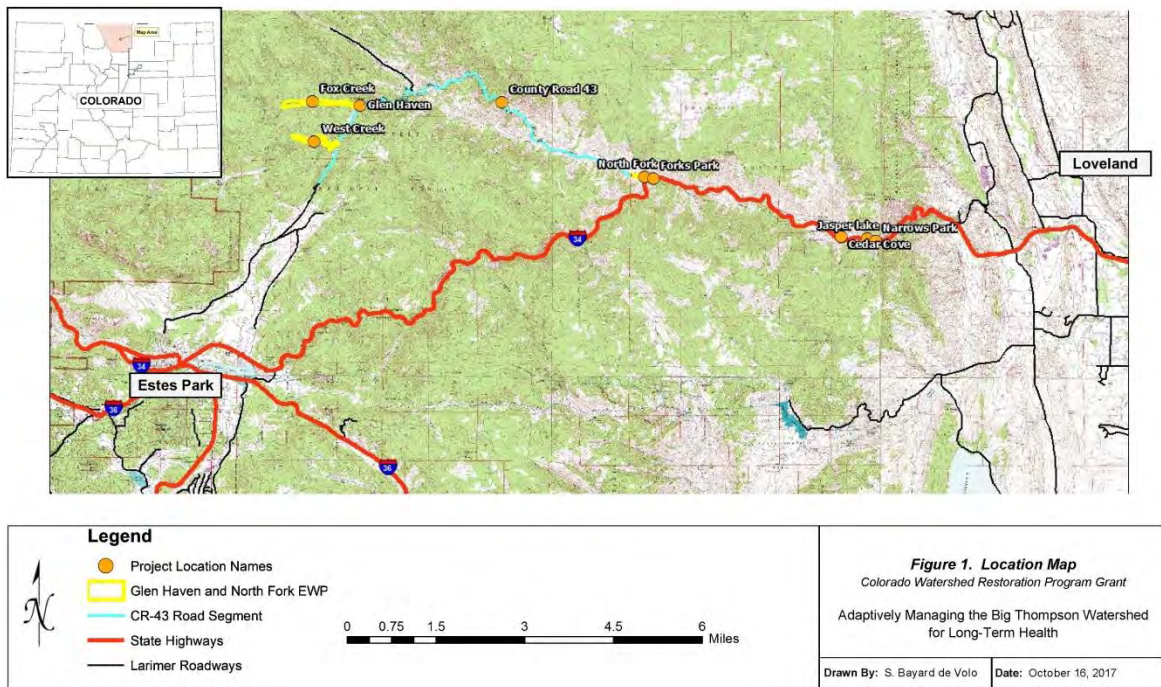 Map Area
COLORADO
Fox Creek
Glen Haven
County Road 43
West Creek
North Fork
Forks Park
Loveland
Jasper lake
Narrows Park
Cedar Cove
34
34
Estes Park
36
36
Legend
Project Location Names
Glen Haven and North Fork EWP
CR-43 Road Segment
State Highways
Larimer Roadways
N
0 0.75 1.5 3 4.5 6
Miles
Figure 1. Location Map
Colorado Watershed Restoration Program Grant
Adaptively Managing the Big Thompson Watershed
for Long-Term Health
Drawn By: S. Bayard de Volo
Date: October 16, 2017